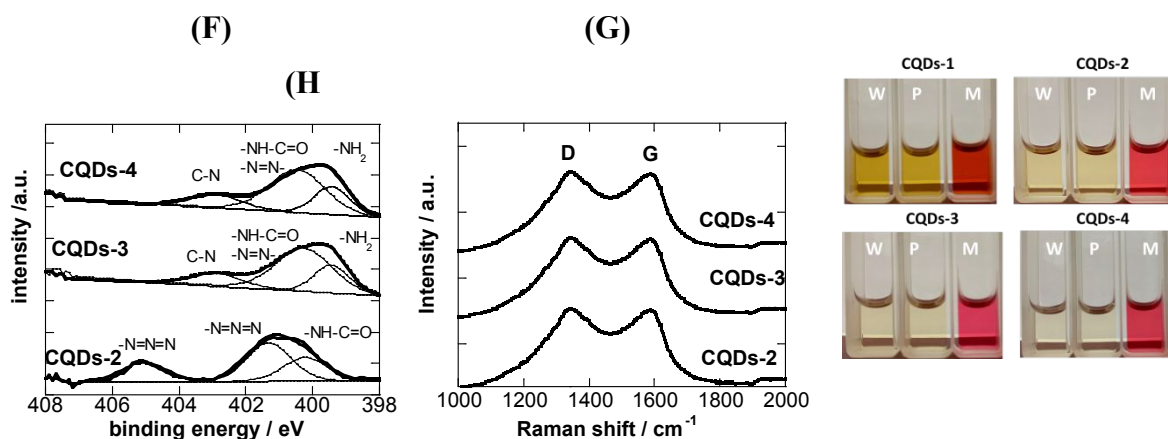 (F)
(G)
(H
-NH-C=O
-N=N-
-NH₂
C-N
CQDs-4
-NH-C=O
-N=N-
-NH₂
C-N
CQDs-3
-N=N=N
-N=N=N
-NH-C=O
CQDs-2
intensity /a.u.
408 406 404 402 400 398
binding energy / eV
D G
CQDs-4
CQDs-3
CQDs-2
Intensity / a.u.
1000 1200 1400 1600 1800 2000
Raman shift / cm⁻¹
CQDs-1 CQDs-2
W P M W P M
CQDs-3 CQDs-4
W P M W P M